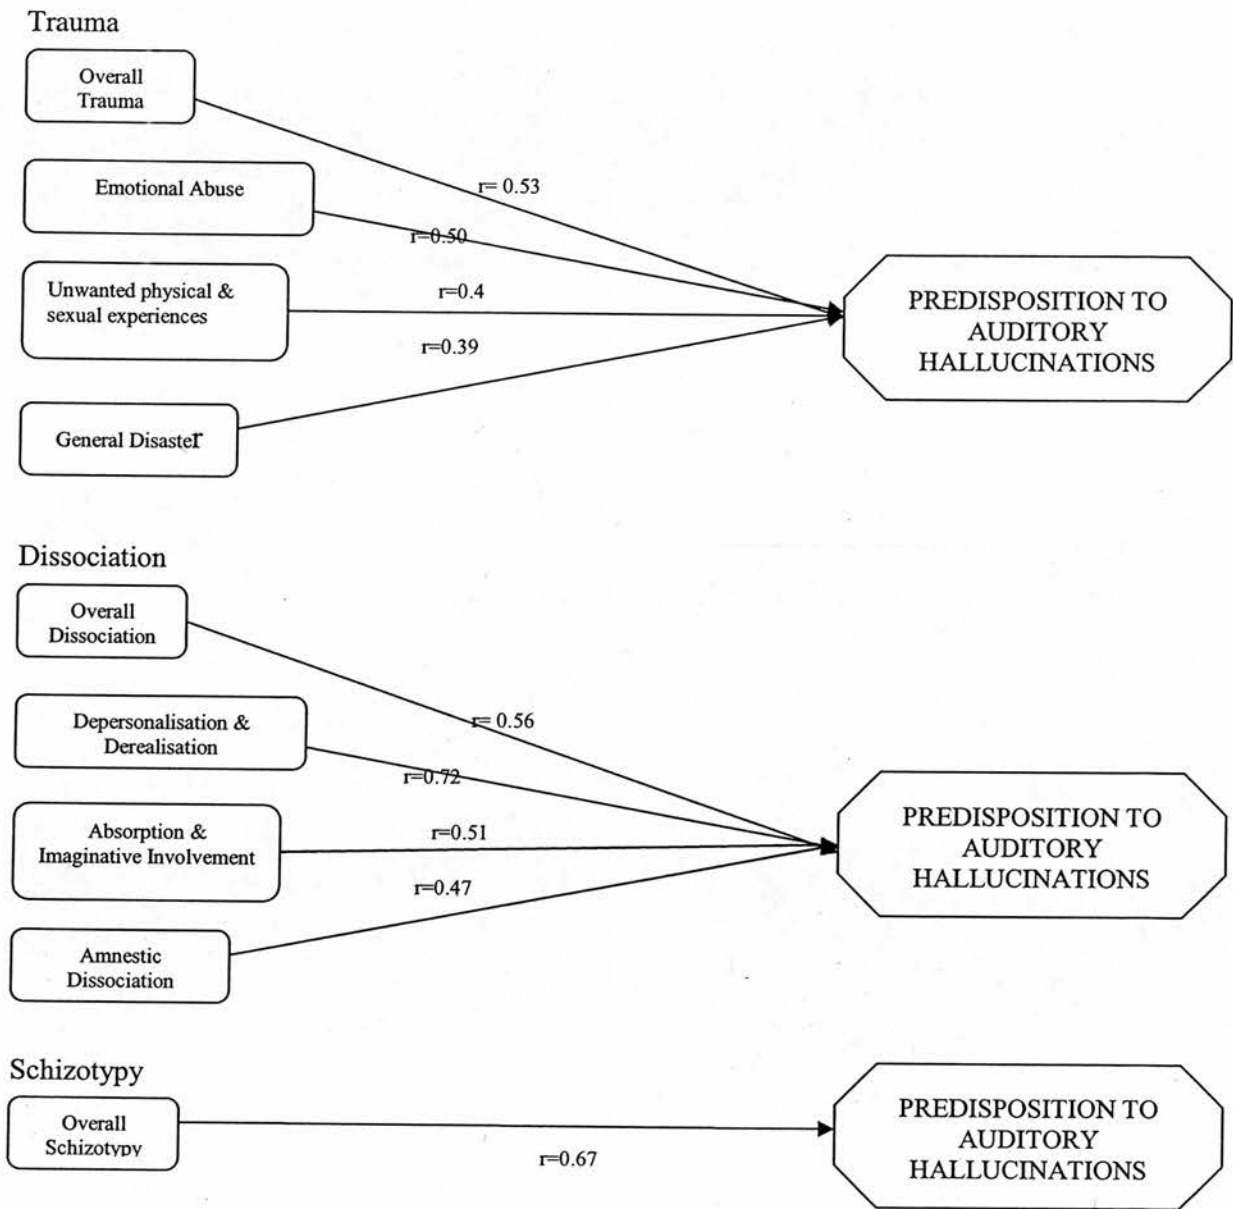 Trauma
Overall
Trauma
Emotional Abuse
r= 0.53
r=0.50
Unwanted physical &
sexual experiences
r=0.4
r=0.39
General Disaster
PREDISPOSITION TO
AUDITORY
HALLUCINATIONS
Dissociation
Overall
Dissociation
Depersonalisation &
Derealisation
r= 0.56
r=0.72
Absorption &
Imaginative Involvement
r=0.51
r=0.47
Amnestic
Dissociation
PREDISPOSITION TO
AUDITORY
HALLUCINATIONS
Schizotypy
Overall
Schizotypy
r=0.67
PREDISPOSITION TO
AUDITORY
HALLUCINATIONS